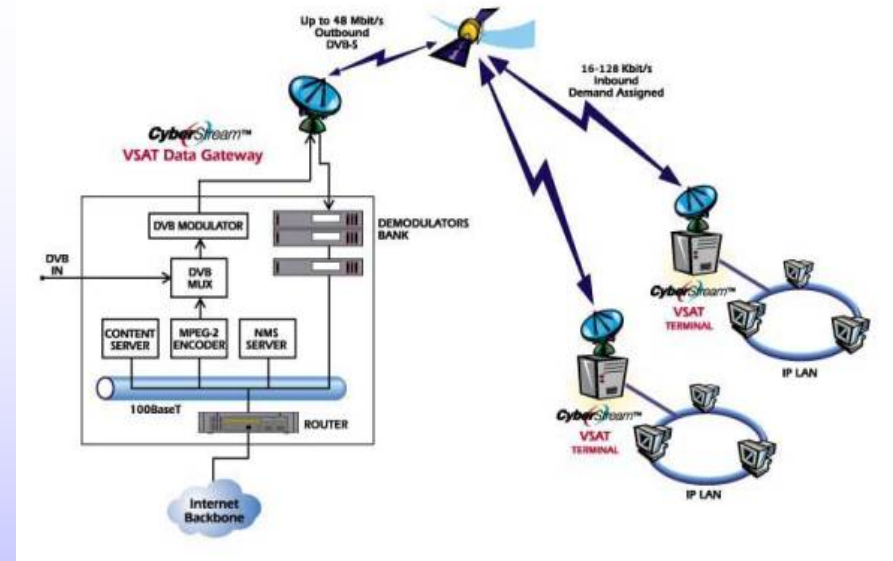 Up to 48 Mbit/s
Outbound
DVB-S
16-128 Kbit/s
Inbound
Demand Assigned
CyberStream™
VSAT Data Gateway
DVB MODULATOR
DEMODULATORS
BANK
DVB
IN
DVB
MUX
CONTENT
SERVER
MPEG-2
ENCODER
NMS
SERVER
100BaseT
ROUTER
Internet
Backbone
CyberStream™
VSAT
TERMINAL
IP LAN
CyberStream™
VSAT
TERMINAL
IP LAN